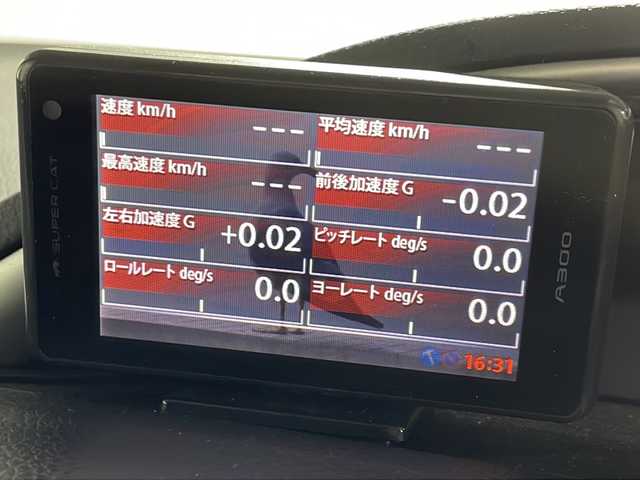 速度 km/h
---
平均速度 km/h
---
最高速度 km/h
---
前後加速度 G
-0.02
左右加速度 G
+0.02
ピッチレート deg/s
0.0
ロールレート deg/s
0.0
ヨーレート deg/s
0.0
16:31
SUPER CAT
A300